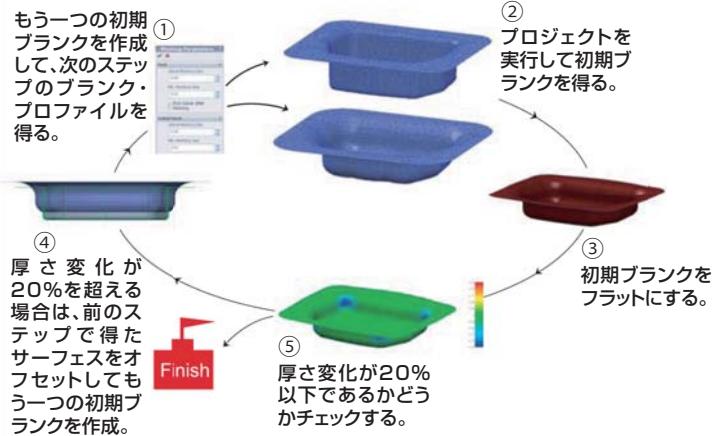 もう一つの初期
ブランクを作成
して、次のステッ
プのブランク・
プロファイルを
得る。
①
②
プロジェクトを
実行して初期ブ
ランクを得る。
③
初期ブランクを
フラットにする。
④
厚さ変化が
20%を超える
場合は、前のス
テップで得た
サーフェスをオ
フセットしても
う一つの初期ブ
ランクを作成。
Finish
⑤
厚さ変化が20%
以下であるかどう
かチェックする。